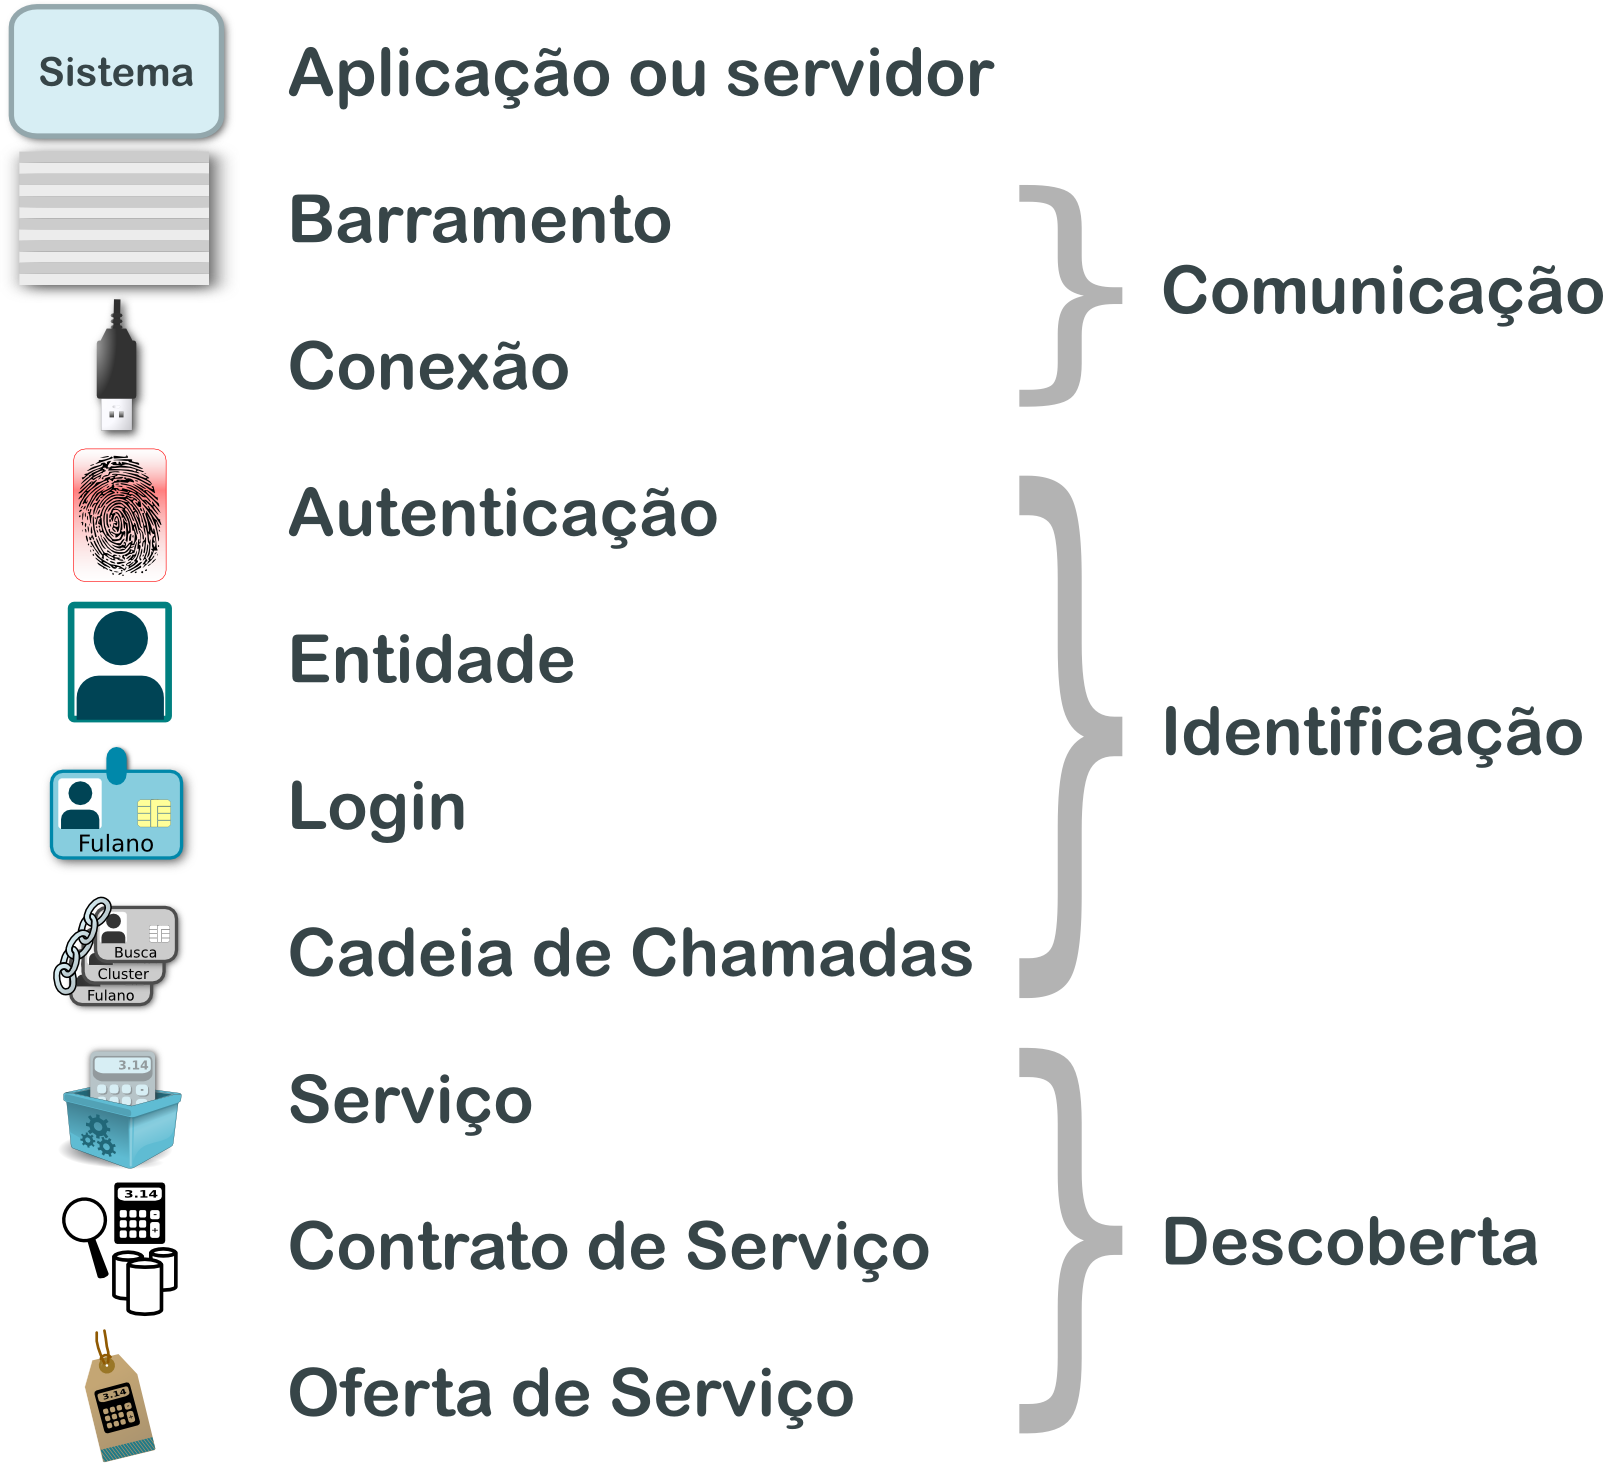 Sistema
Aplicação ou servidor
Barramento
Comunicação
Conexão
Autenticação
Entidade
Identificação
Fulano
Login
Busca
Cluster
Fulano
Cadeia de Chamadas
3.14
Serviço
3.14
Contrato de Serviço
Descoberta
3.14
Oferta de Serviço